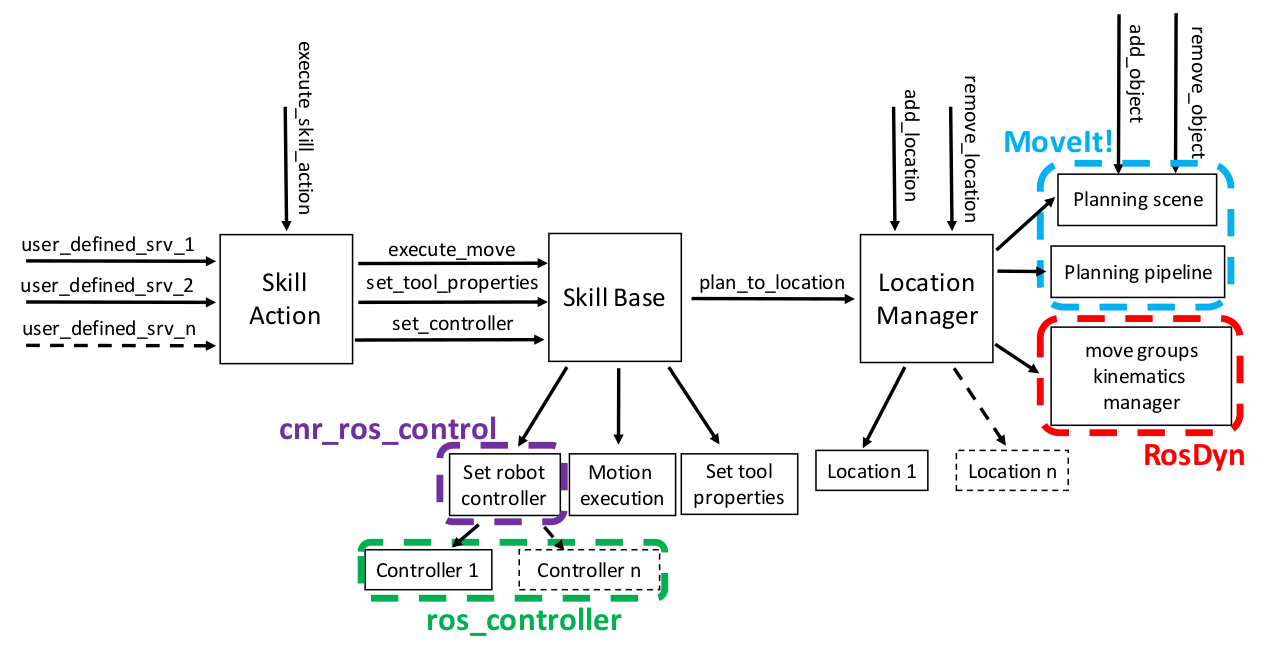 execute_skill_action
user_defined_srv_1
user_defined_srv_2
user_defined_srv_n
Skill
Action
execute_move
set_tool_properties
set_controller
Skill Base
plan_to_location
add_location
remove_location
Location
Manager
add_object
remove_object
MoveIt!
Planning scene
Planning pipeline
move groups
kinematics
manager
RosDyn
cnr_ros_control
Set robot
controller
Motion
execution
Set tool
properties
Location 1
Location n
Controller 1
Controller n
ros_controller